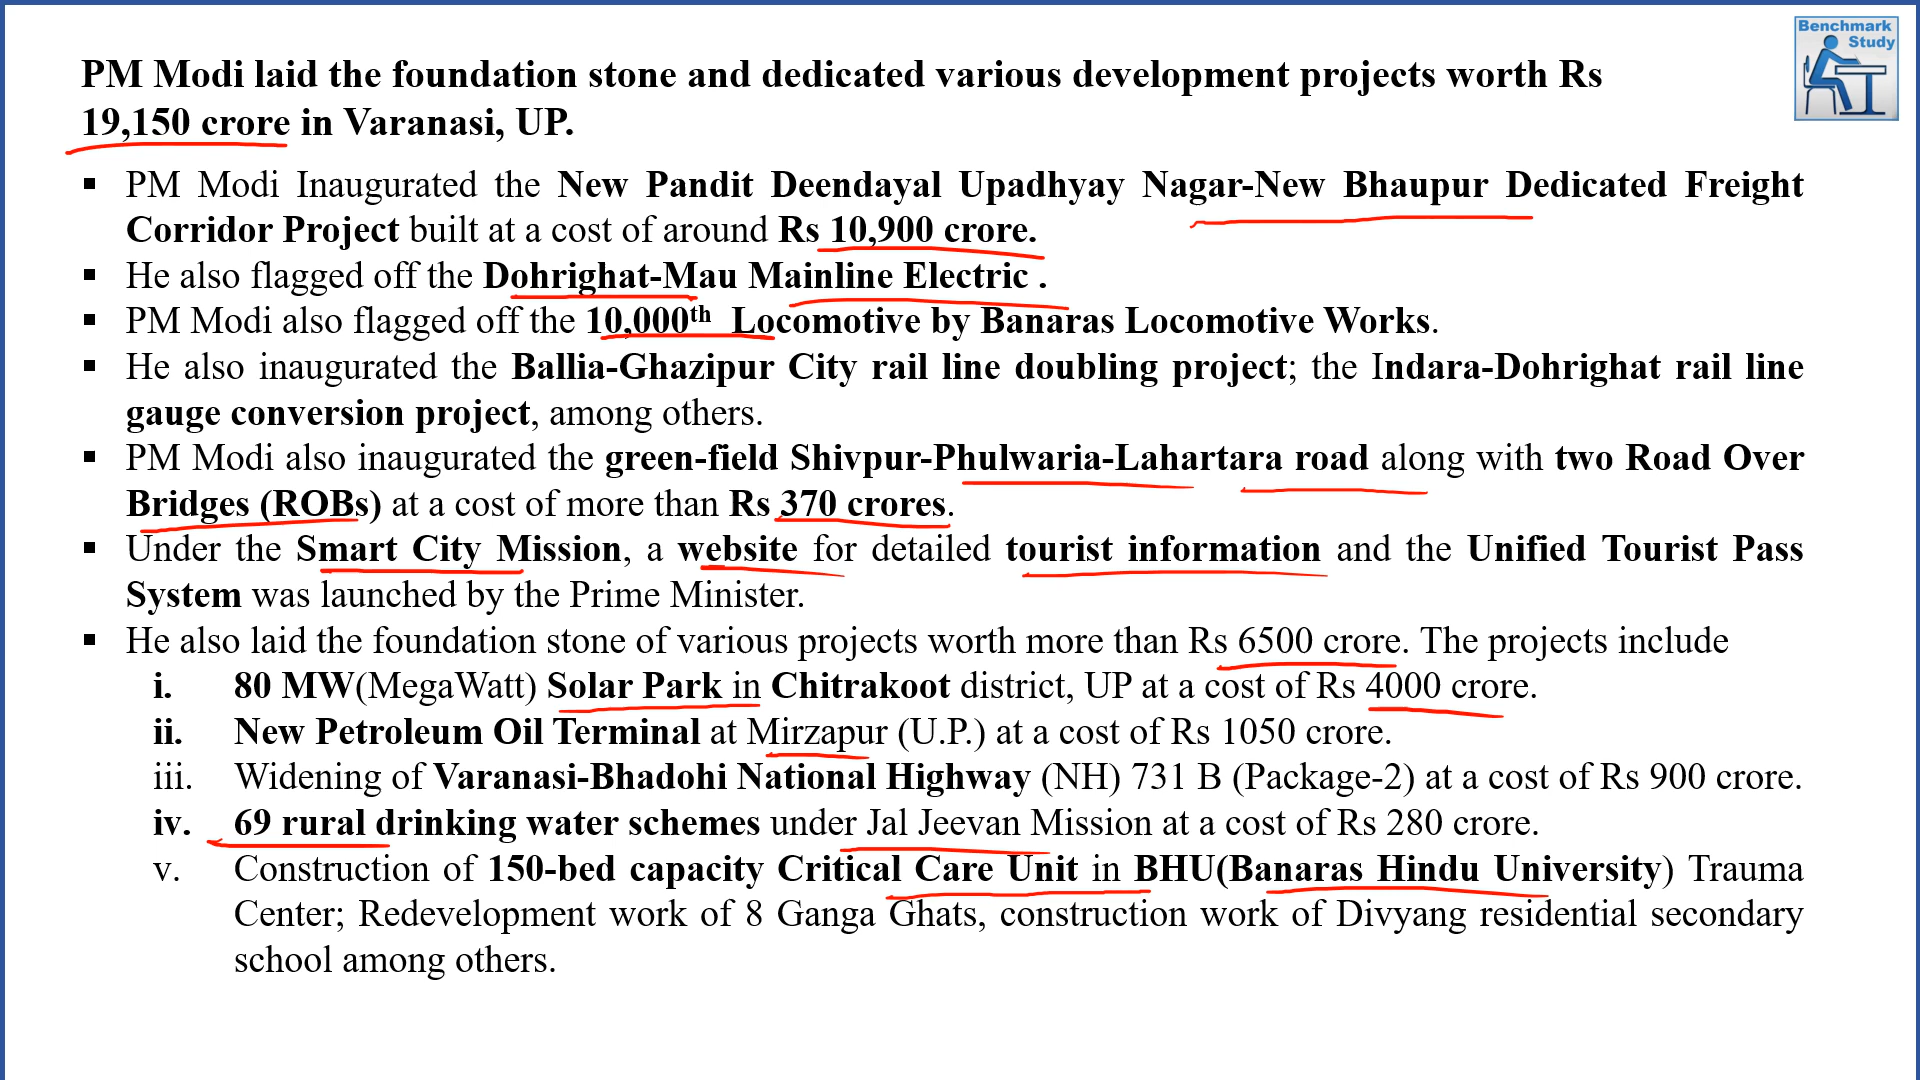 Benchmark
Study
PM Modi laid the foundation stone and dedicated various development projects worth Rs
19,150 crore in Varanasi, UP.
▪ PM Modi Inaugurated the New Pandit Deendayal Upadhyay Nagar-New Bhaupur Dedicated Freight
Corridor Project built at a cost of around Rs 10,900 crore.
▪ He also flagged off the Dohrighat-Mau Mainline Electric .
▪ PM Modi also flagged off the 10,000th Locomotive by Banaras Locomotive Works.
▪ He also inaugurated the Ballia-Ghazipur City rail line doubling project; the Indara-Dohrighat rail line
gauge conversion project, among others.
▪ PM Modi also inaugurated the green-field Shivpur-Phulwaria-Lahartara road along with two Road Over
Bridges (ROBs) at a cost of more than Rs 370 crores.
▪ Under the Smart City Mission, a website for detailed tourist information and the Unified Tourist Pass
System was launched by the Prime Minister.
▪ He also laid the foundation stone of various projects worth more than Rs 6500 crore. The projects include
i. 80 MW(MegaWatt) Solar Park in Chitrakoot district, UP at a cost of Rs 4000 crore.
ii. New Petroleum Oil Terminal at Mirzapur (U.P.) at a cost of Rs 1050 crore.
iii. Widening of Varanasi-Bhadohi National Highway (NH) 731 B (Package-2) at a cost of Rs 900 crore.
iv. 69 rural drinking water schemes under Jal Jeevan Mission at a cost of Rs 280 crore.
v. Construction of 150-bed capacity Critical Care Unit in BHU(Banaras Hindu University) Trauma
Center; Redevelopment work of 8 Ganga Ghats, construction work of Divyang residential secondary
school among others.